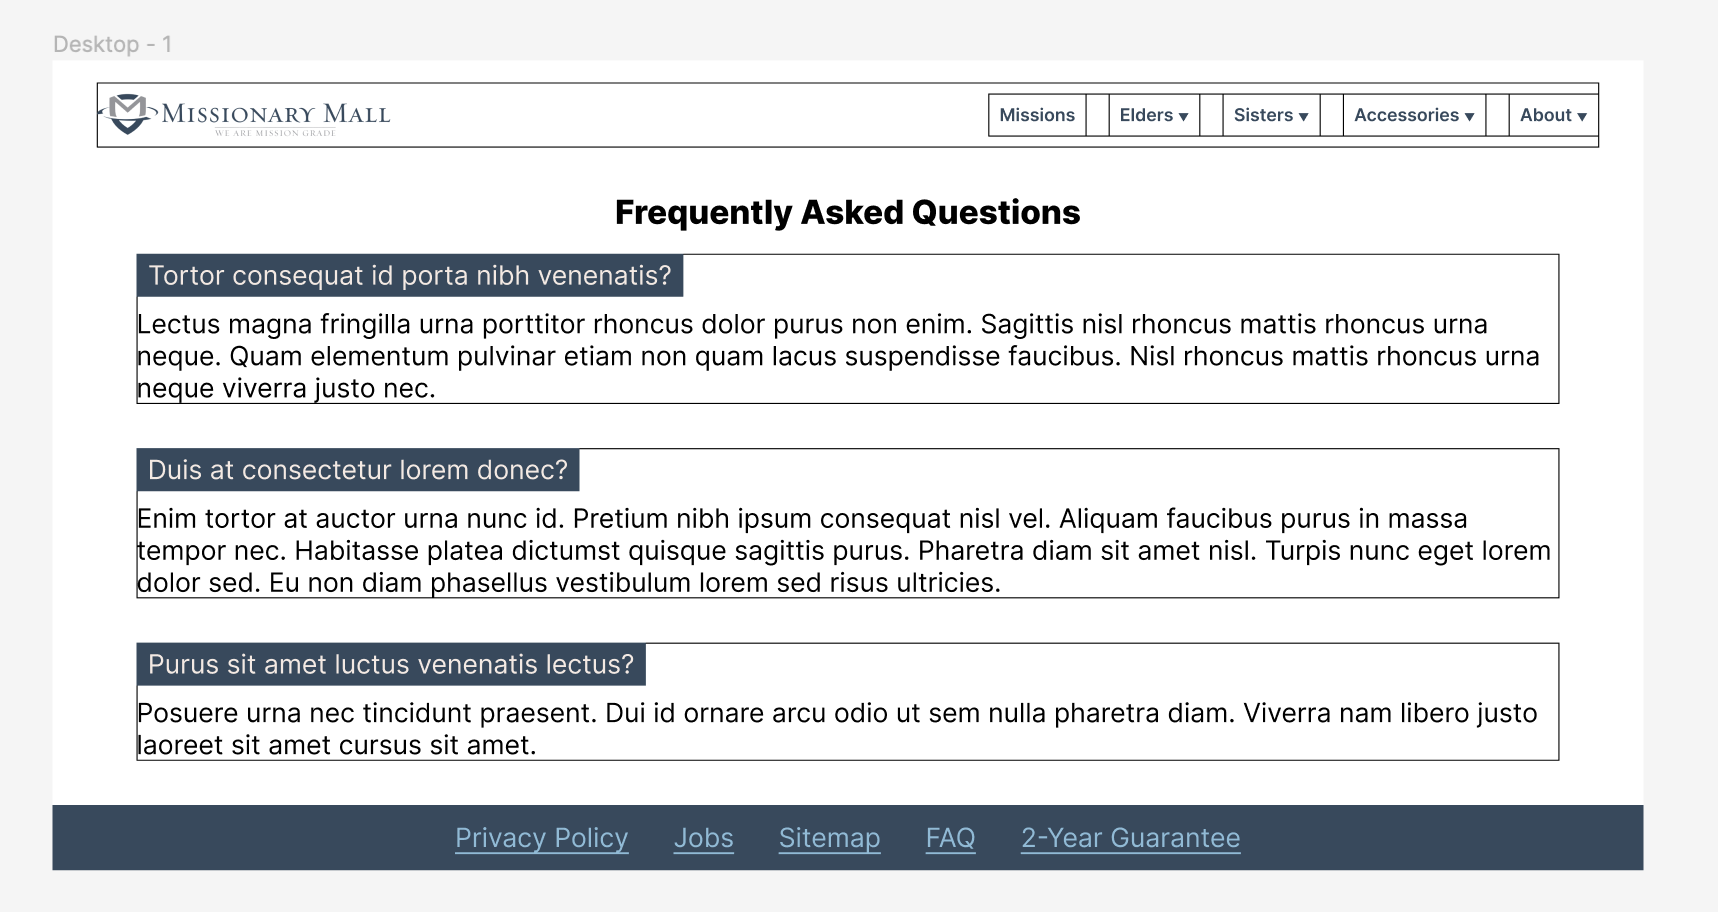 Desktop - 1
MISSIONARY MALL
WE ARE MISSION GRADE
Missions Elders ▼ Sisters ▼ Accessories ▼ About ▼
Frequently Asked Questions
Tortor consequat id porta nibh venenatis?
Lectus magna fringilla urna porttitor rhoncus dolor purus non enim. Sagittis nisl rhoncus mattis rhoncus urna
neque. Quam elementum pulvinar etiam non quam lacus suspendisse faucibus. Nisl rhoncus mattis rhoncus urna
neque viverra justo nec.
Duis at consectetur lorem donec?
Enim tortor at auctor urna nunc id. Pretium nibh ipsum consequat nisl vel. Aliquam faucibus purus in massa
tempor nec. Habitasse platea dictumst quisque sagittis purus. Pharetra diam sit amet nisl. Turpis nunc eget lorem
dolor sed. Eu non diam phasellus vestibulum lorem sed risus ultricies.
Purus sit amet luctus venenatis lectus?
Posuere urna nec tincidunt praesent. Dui id ornare arcu odio ut sem nulla pharetra diam. Viverra nam libero justo
laoreet sit amet cursus sit amet.
Privacy Policy Jobs Sitemap FAQ 2-Year Guarantee